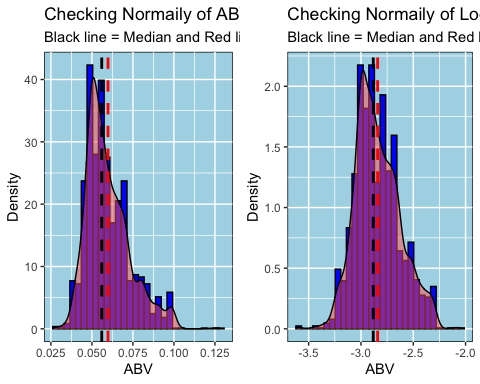 Checking Normaily of AB
Black line = Median and Red li
Density
40
30
20
10
0
0.025
0.050
0.075
0.100
0.125
ABV
Checking Normaily of Lo
Black line = Median and Red l
Density
2.0
1.5
1.0
0.5
0.0
-3.5
-3.0
-2.5
-2.0
ABV